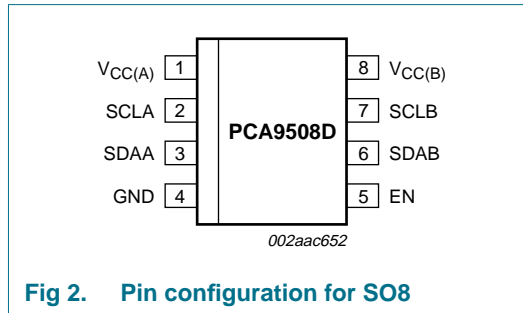 VCC(A) 1 8 VCC(B)
SCLA 2 7 SCLB
PCA9508D
SDAA 3 6 SDAB
GND 4 5 EN
002aac652
Fig 2. Pin configuration for SO8